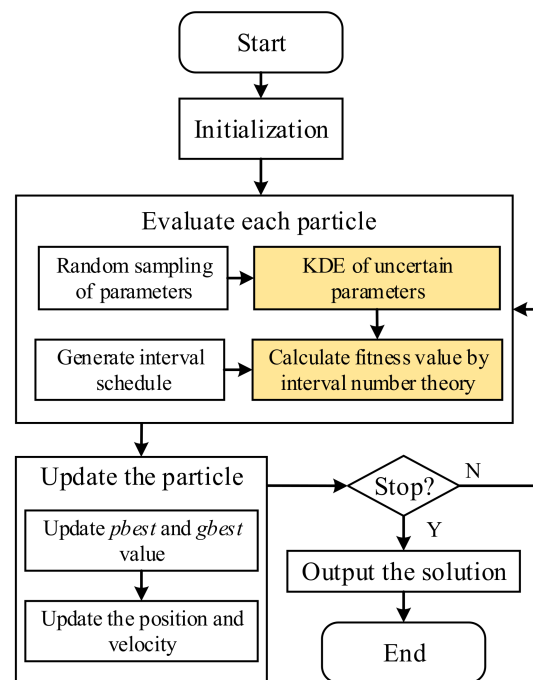 Start
Initialization
Evaluate each particle
Random sampling
of parameters
KDE of uncertain
parameters
Generate interval
schedule
Calculate fitness value by
interval number theory
Update the particle
Update pbest and gbest
value
Update the position and
velocity
Stop?
N
Y
Output the solution
End